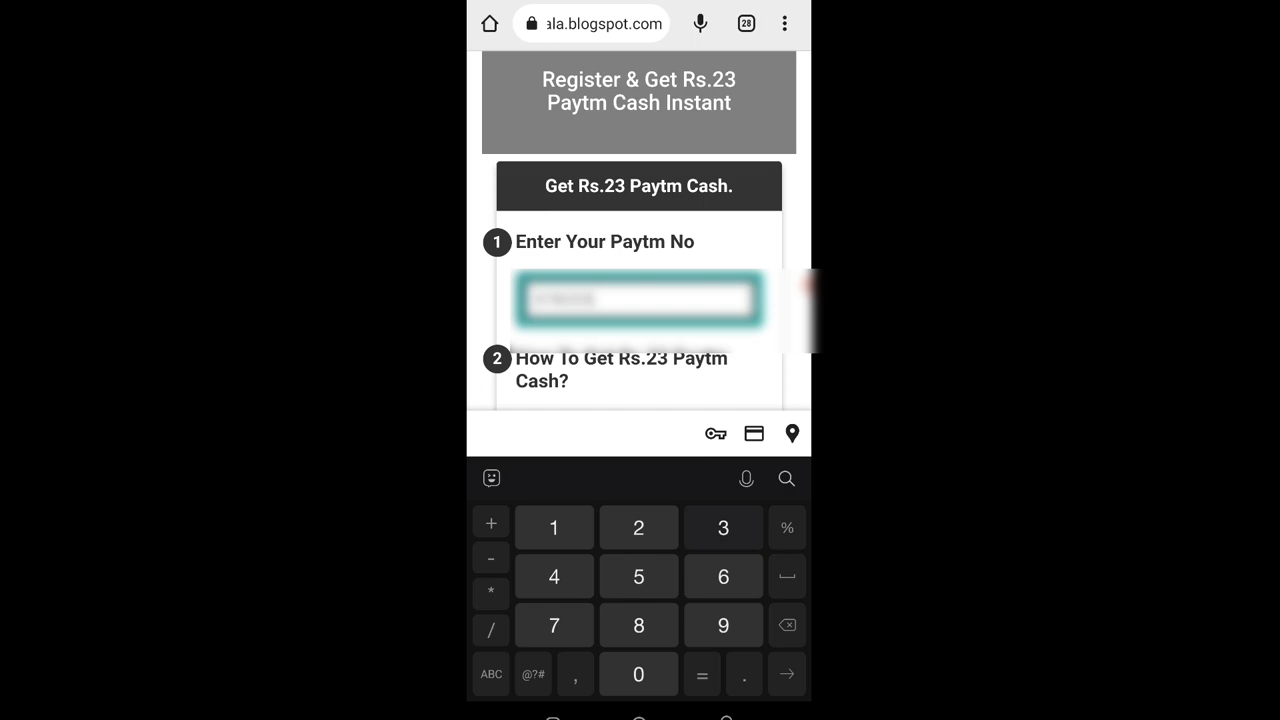 ala.blogspot.com
28
Register & Get Rs.23
Paytm Cash Instant
Get Rs.23 Paytm Cash.
1 Enter Your Paytm No
2 How To Get Rs.23 Paytm
Cash?
+ 1 2 3 %
- 4 5 6
* 7 8 9
/
ABC @?# , 0 = .